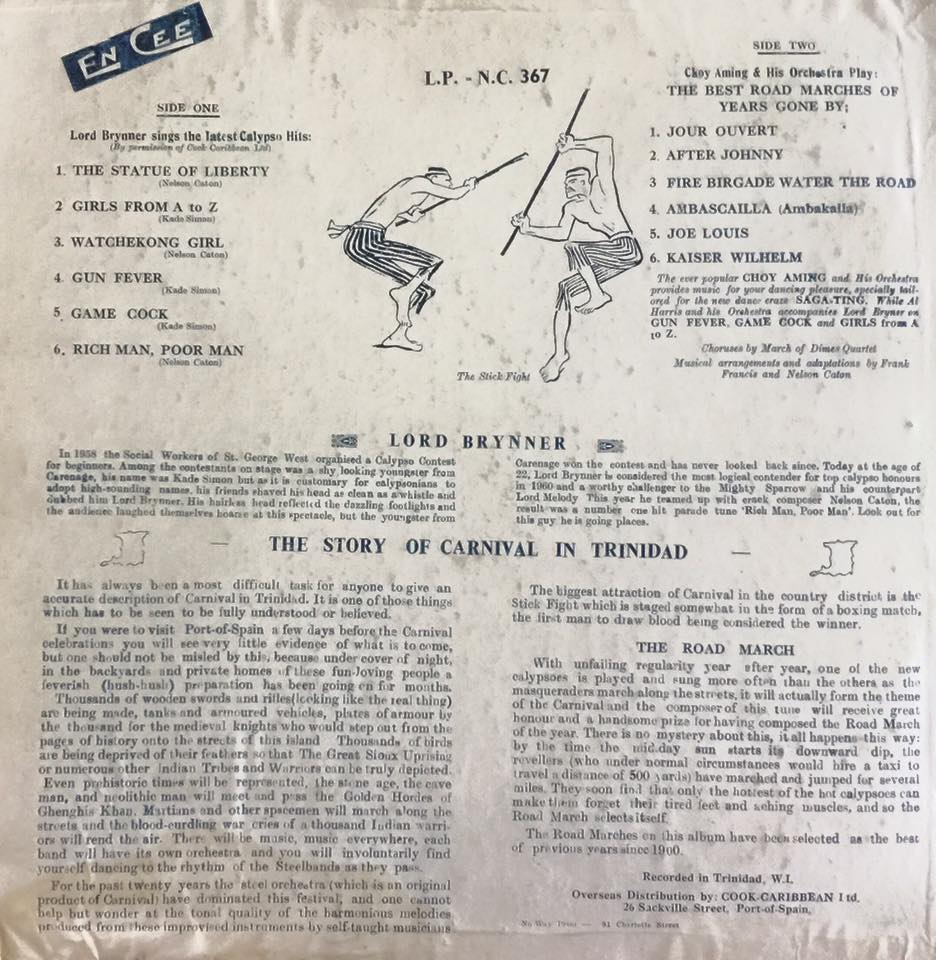 EN CEE
L.P. - N.C. 367
SIDE ONE
Lord Brynner sings the latest Calypso Hits:
(By permission of Cook Caribbean Ltd)
1. THE STATUE OF LIBERTY
(Nelson Caton)
2 GIRLS FROM A to Z
(Kade Simon)
3. WATCHEKONG GIRL
(Nelson Caton)
4. GUN FEVER
(Kade Simon)
5. GAME COCK
(Kade Simon)
6. RICH MAN, POOR MAN
(Nelson Caton)
The Stick Fight
SIDE TWO
Choy Aming & His Orchestra Play:
THE BEST ROAD MARCHES OF
YEARS GONE BY;
1. JOUR OUVERT
2. AFTER JOHNNY
3 FIRE BIRGADE WATER THE ROAD
4. AMBASCAILLA (Ambakaila)
5. JOE LOUIS
6. KAISER WILHELM
The ever popular CHOY AMING and His Orchestra
provides music for your dancing pleasure, specially tail-
ored for the new dance craze SAGA-TING. While Al
Harris and his Orchestra accompanies Lord Bryner on
GUN FEVER, GAME COCK and GIRLS from A
to Z.
Choruses by March of Dimes Quartet
Musical arrangements and adaptations by Frank
Francis and Nelson Caton
LORD BRYNNER
In 1958 the Social Workers of St. George West organised a Calypso Contest
for beginners. Among the contestants on stage was a shy looking youngster from
Carenage, his name was Kade Simon but as it is customary for calypsonians to
adopt high-sounding names, his friends shaved his head as clean as a whistle and
dubbed him Lord Brynner. His hairless head reflected the dazzling footlights and
the audience laughed themselves hoarse at this spectacle, but the youngster from
Carenage won the contest and has never looked back since. Today at the age of
22, Lord Brynner is considered the most logical contender for top calypso honours
in 1960 and a worthy challenger to the Mighty Sparrow and his counterpart
Lord Melody This year he teamed up with crack composer Nelson Caton, the
result was a number one hit parade tune 'Rich Man, Poor Man'. Look out for
this guy he is going places.
THE STORY OF CARNIVAL IN TRINIDAD
It has always been a most difficult task for anyone to give an
accurate description of Carnival in Trinidad. It is one of those things
which has to be seen to be fully understood or believed.
If you were to visit Port-of-Spain a few days before the Carnival
celebrations you will see very little evidence of what is to come,
but one should not be misled by this, because under cover of night,
in the backyards and private homes of these fun-loving people a
feverish (hush-hush) preparation has been going on for months.
Thousands of wooden swords and rifles (looking like the real thing)
are being made, tanks and armoured vehicles, plates of armour by
the thousand for the medieval knights who would step out from the
pages of history onto the streets of this island Thousands of birds
are being deprived of their feathers so that The Great Sioux Uprising
or numerous other Indian Tribes and Warriors can be truly depicted.
Even prehistoric times will be represented, the stone age, the cave
man, and neolithic man will meet and pass the Golden Hordes of
Ghenghis Khan. Martians and other spacemen will march along the
streets and the blood-curdling war cries of a thousand Indian warri-
ors will rend the air. There will be music, music everywhere, each
band will have its own orchestra and you will involuntarily find
yourself dancing to the rhythm of the Steelbands as they pass.
For the past twenty years the steel orchestra (which is an original
product of Carnival) have dominated this festival, and one cannot
help but wonder at the tonal quality of the harmonious melodies
produced from these improvised instruments by self-taught musicians
The biggest attraction of Carnival in the country district is the
Stick Fight which is staged somewhat in the form of a boxing match,
the first man to draw blood being considered the winner.
THE ROAD MARCH
With unfailing regularity year after year, one of the new
calypsoes is played and sung more often than the others as the
masqueraders march along the streets, it will actually form the theme
of the Carnival and the composer of this tune will receive great
honour and a handsome prize for having composed the Road March
of the year. There is no mystery about this, it all happens this way:
by the time the mid.day sun starts its downward dip, the
revellers (who under normal circumstances would hire a taxi to
travel a distance of 500 yards) have marched and jumped for several
miles. They soon find that only the hottest of the hot calypsoes can
make them forget their tired feet and aching muscles, and so the
Road March selects itself.
The Road Marches on this album have been selected as the best
of previous years since 1900.
Recorded in Trinidad, W.I.
Overseas Distribution by: COOK-CARIBBEAN Ltd.
26 Sackville Street, Port-of-Spain.
No Way Press — 91 Charlotte Street